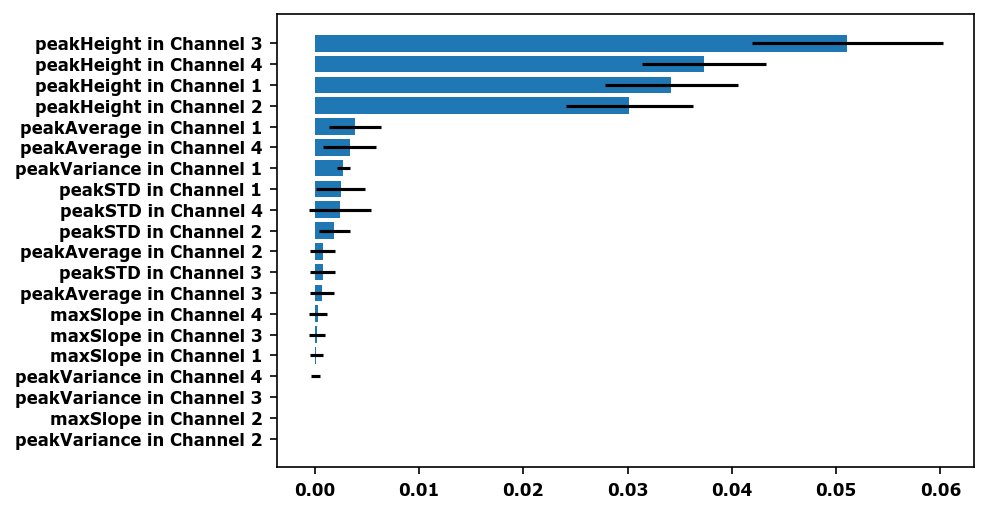 peakHeight in Channel 3
peakHeight in Channel 4
peakHeight in Channel 1
peakHeight in Channel 2
peakAverage in Channel 1
peakAverage in Channel 4
peakVariance in Channel 1
peakSTD in Channel 1
peakSTD in Channel 4
peakSTD in Channel 2
peakAverage in Channel 2
peakSTD in Channel 3
peakAverage in Channel 3
maxSlope in Channel 4
maxSlope in Channel 3
maxSlope in Channel 1
peakVariance in Channel 4
peakVariance in Channel 3
maxSlope in Channel 2
peakVariance in Channel 2
0.00 0.01 0.02 0.03 0.04 0.05 0.06